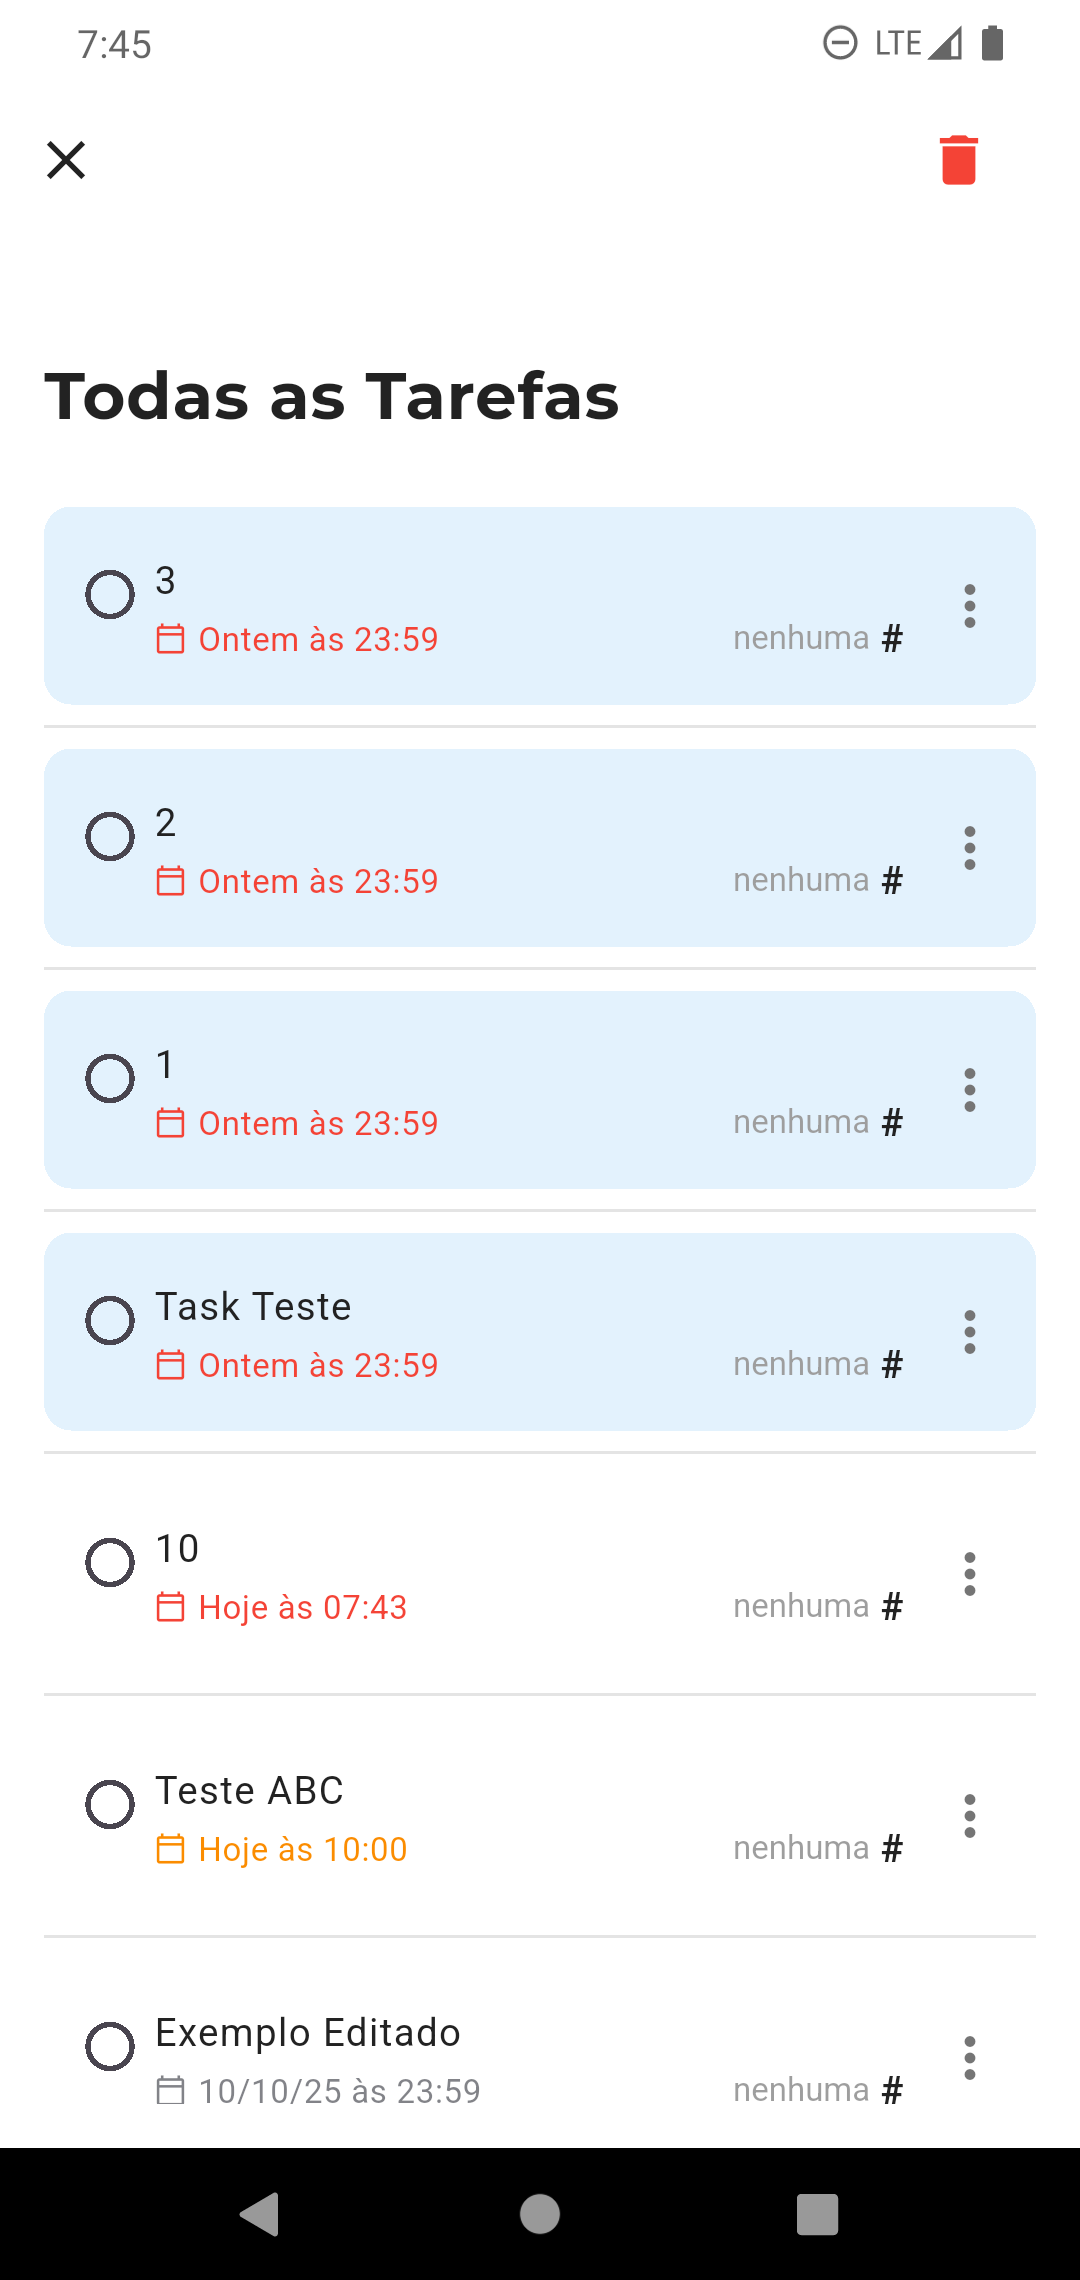 7:45 LTE
Todas as Tarefas
3
Ontem às 23:59 nenhuma #
2
Ontem às 23:59 nenhuma #
1
Ontem às 23:59 nenhuma #
Task Teste
Ontem às 23:59 nenhuma #
10
Hoje às 07:43 nenhuma #
Teste ABC
Hoje às 10:00 nenhuma #
Exemplo Editado
10/10/25 às 23:59 nenhuma #